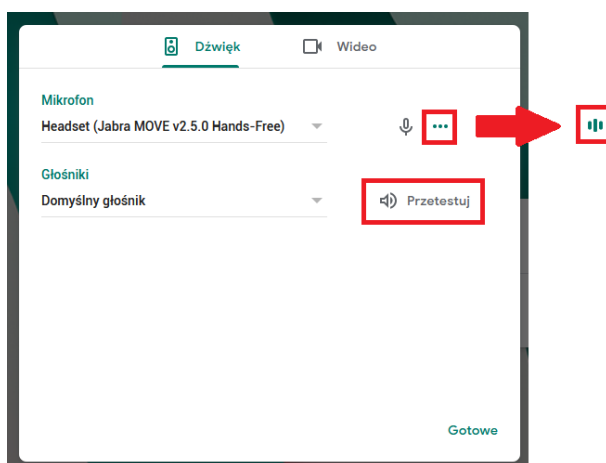 Dźwięk
Wideo
Mikrofon
Headset (Jabra MOVE v2.5.0 Hands-Free)
Głośniki
Domyślny głośnik
Przetestuj
Gotowe